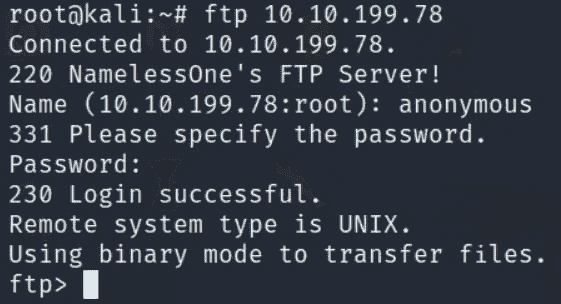 root@kali:~# ftp 10.10.199.78
Connected to 10.10.199.78.
220 NamelessOne's FTP Server!
Name (10.10.199.78:root): anonymous
331 Please specify the password.
Password:
230 Login successful.
Remote system type is UNIX.
Using binary mode to transfer files.
ftp>